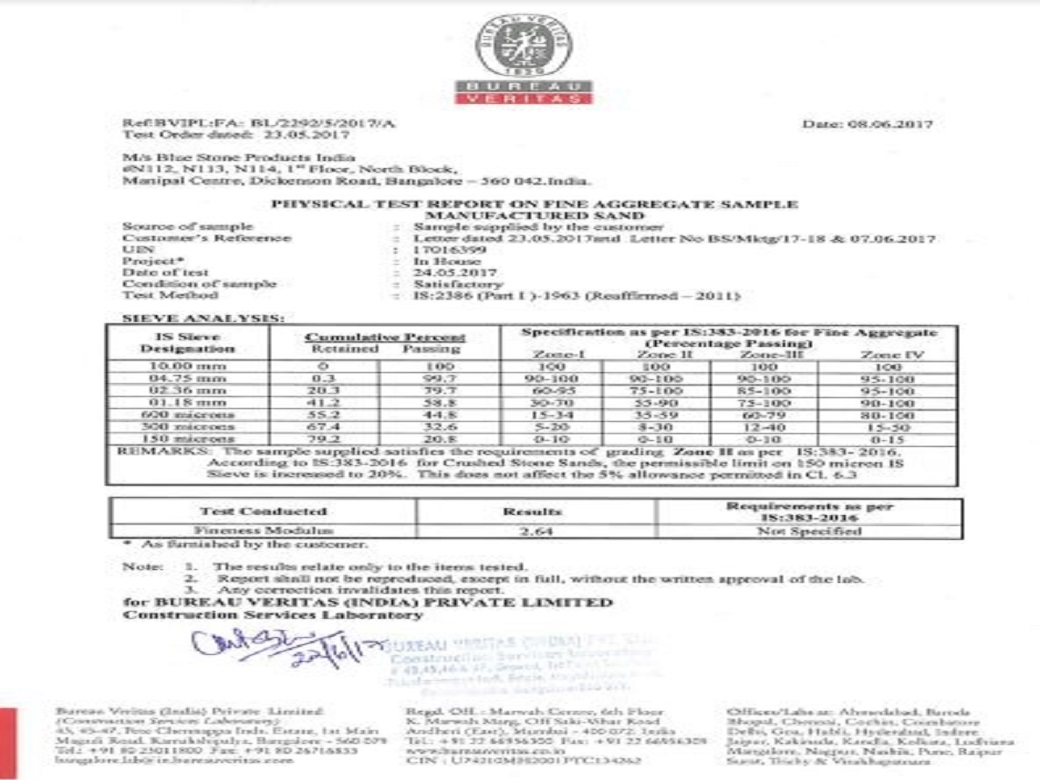 BUREAU VERITAS
1828
BUREAU
VERITAS
Ref:BVIPL:FA: BL/2292/5/2017/A Date: 08.06.2017
Test Order dated: 23.05.2017
M/s Blue Stone Products India
#N112, N113, N114, 1st Floor, North Block,
Manipal Centre, Dickenson Road, Bangalore – 560 042.India.
PHYSICAL TEST REPORT ON FINE AGGREGATE SAMPLE
MANUFACTURED SAND
Source of sample : Sample supplied by the customer
Customer's Reference : Letter dated 23.05.2017and Letter No BS/Mktg/17-18 & 07.06.2017
UIN : 17016399
Project* : In House
Date of test : 24.05.2017
Condition of sample : Satisfactory
Test Method : IS:2386 (Part I )-1963 (Reaffirmed – 2011)
SIEVE ANALYSIS:
IS Sieve Designation Cumulative Percent Specification as per IS:383-2016 for Fine Aggregate (Percentage Passing)
Retained Passing Zone-I Zone II Zone-III Zone IV
10.00 mm 0 100 100 100 100 100
04.75 mm 0.3 99.7 90-100 90-100 90-100 95-100
02.36 mm 20.3 79.7 60-95 75-100 85-100 95-100
01.18 mm 41.2 58.8 30-70 55-90 75-100 90-100
600 microns 55.2 44.8 15-34 35-59 60-79 80-100
300 microns 67.4 32.6 5-20 8-30 12-40 15-50
150 microns 79.2 20.8 0-10 0-10 0-10 0-15
REMARKS: The sample supplied satisfies the requirements of grading Zone II as per IS:383- 2016.
According to IS:383-2016 for Crushed Stone Sands, the permissible limit on 150 micron IS
Sieve is increased to 20%. This does not affect the 5% allowance permitted in Cl. 6.3
Test Conducted Results Requirements as per IS:383-2016
Fineness Modulus 2.64 Not Specified
* As furnished by the customer.
Note: 1. The results relate only to the items tested.
2. Report shall not be reproduced, except in full, without the written approval of the lab.
3. Any correction invalidates this report.
for BUREAU VERITAS (INDIA) PRIVATE LIMITED
Construction Services Laboratory
22/6/17
BUREAU VERITAS (INDIA)
Construction Services Laboratory
Bureau Veritas (India) Private Limited
(Construction Services Laboratory)
Indl. Estate, 1st Main
Magadi Road, Kamakshipalya, Bangalore – 560 079
Tel.: +91 80 23011800 Fax: +91 80 26716833
bangalore.lab@in.bureauveritas.com
Regd. Off. : Marwah Centre, 6th Floor
K. Marwah Marg, Off Saki-Vihar Road
Andheri (East), Mumbai - 400 072. India
Tel.: +91 22 66956300 Fax: +91 22 66956309
www.bureauveritas.co.in
Offices/Labs at: Ahmedabad, Baroda
Bhopal, Chennai, Cochin, Coimbatore
Delhi, Goa, Hubli, Hyderabad, Indore
Jaipur, Kakinada, Kandla, Kolkata, Ludhiana
Mangalore, Nagpur, Nashik, Pune, Raipur
Surat, Trichy & Visakhapatnam